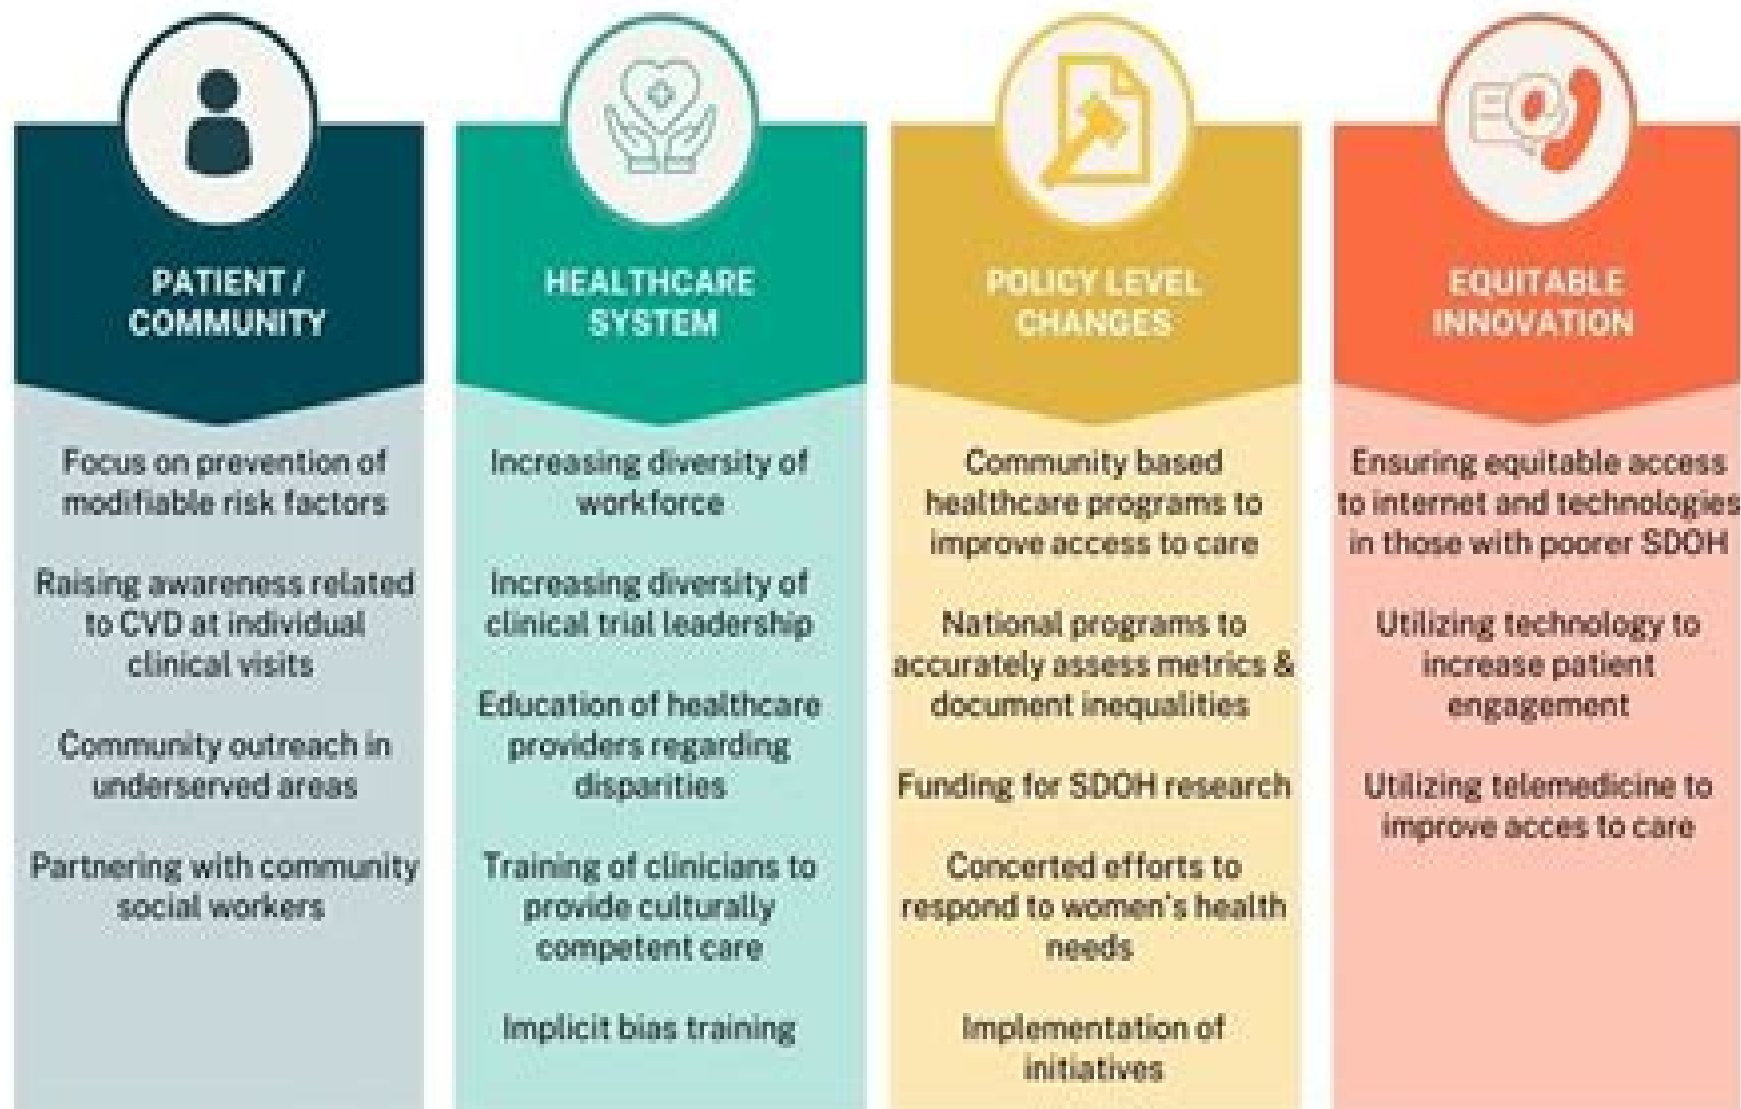 PATIENT /
COMMUNITY
Focus on prevention of
modifiable risk factors
Raising awareness related
to CVD at individual
clinical visits
Community outreach in
underserved areas
Partnering with community
social workers
HEALTHCARE
SYSTEM
Increasing diversity of
workforce
Increasing diversity of
clinical trial leadership
Education of healthcare
providers regarding
disparities
Training of clinicians to
provide culturally
competent care
Implicit bias training
POLICY LEVEL
CHANGES
Community based
healthcare programs to
improve access to care
National programs to
accurately assess metrics &
document inequalities
Funding for SDOH research
Concerted efforts to
respond to women's health
needs
Implementation of
initiatives
EQUITABLE
INNOVATION
Ensuring equitable access
to internet and technologies
in those with poorer SDOH
Utilizing technology to
increase patient
engagement
Utilizing telemedicine to
improve acces to care